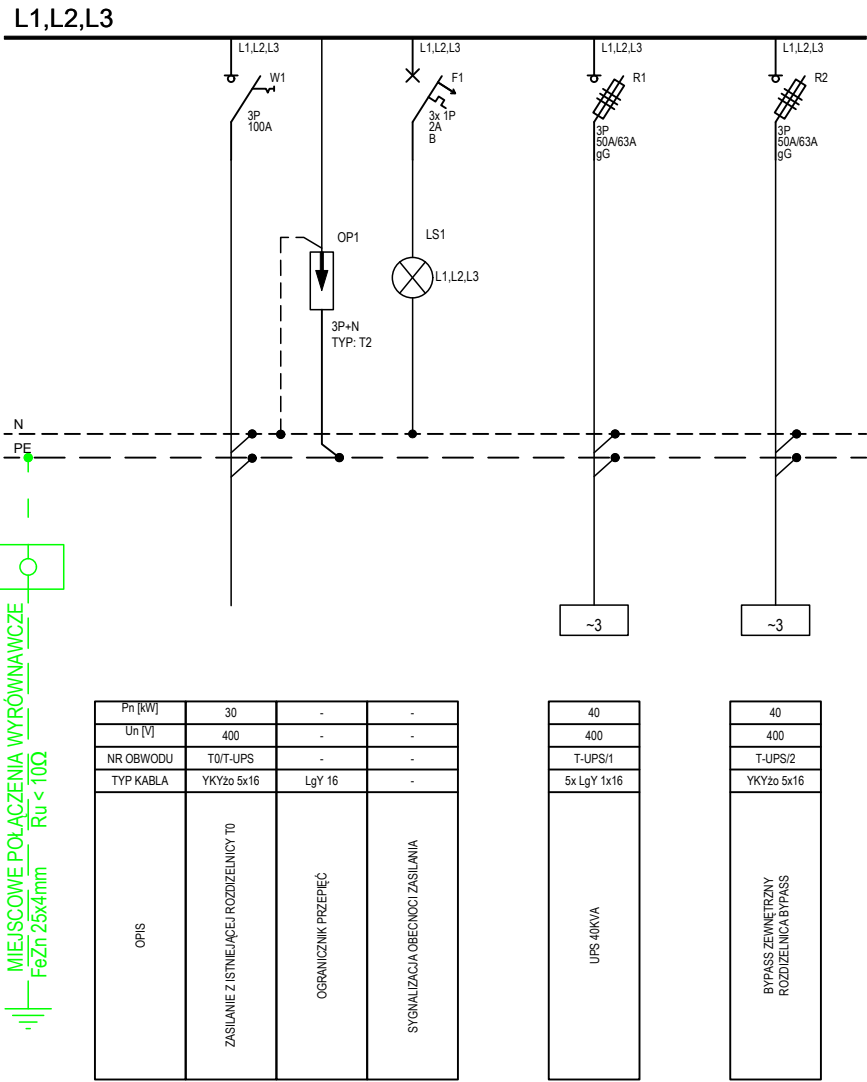 L1,L2,L3
L1,L2,L3
W1
3P
100A
OP1
3P+N
TYP: T2
L1,L2,L3
F1
3x 1P
2A
B
LS1
L1,L2,L3
L1,L2,L3
R1
3P
50A/63A
gG
L1,L2,L3
R2
3P
50A/63A
gG
N
PE
~3
~3
MIEJSCOWE POŁĄCZENIA WYRÓWNAWCZE
FeZn 25x4mm Ru < 10Ω
Pn [kW] 30 - - 40 40
Un [V] 400 - - 400 400
NR OBWODU T0/T-UPS - - T-UPS/1 T-UPS/2
TYP KABLA YKYżo 5x16 LgY 16 - 5x LgY 1x16 YKYżo 5x16
OPIS
ZASILANIE Z ISTNIEJĄCEJ ROZDZIELNICY T0
OGRANICZNIK PRZEPIĘĆ
SYGNALIZACJA OBECNOCI ZASILANIA
UPS 40KVA
BYPASS ZEWNĘTRZNY
ROZDZIELNICA BYPASS